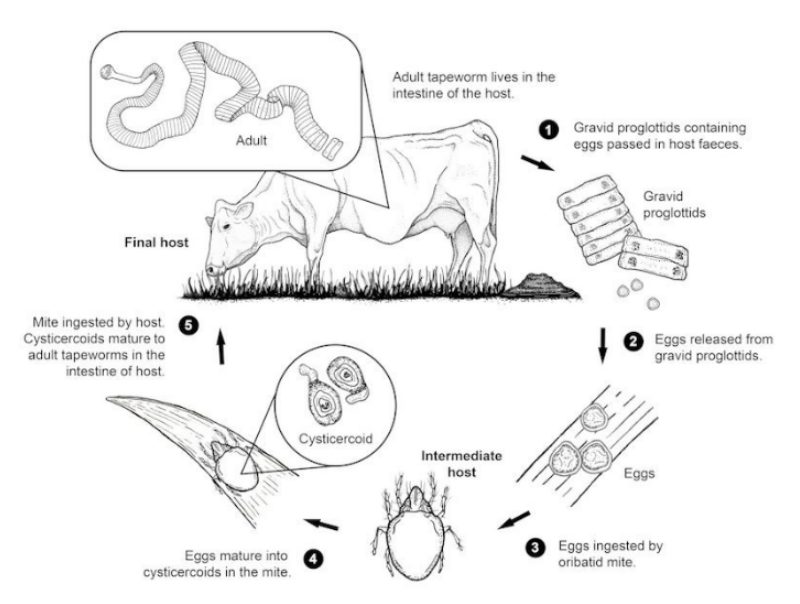 Adult tapeworm lives in the
intestine of the host.
Adult
1 Gravid proglottids containing
eggs passed in host faeces.
Gravid
proglottids
Final host
2 Eggs released from
gravid proglottids.
Eggs
3 Eggs ingested by
oribatid mite.
Intermediate
host
4 Eggs mature into
cysticercoids in the mite.
Cysticercoid
5 Mite ingested by host.
Cysticercoids mature to
adult tapeworms in the
intestine of host.